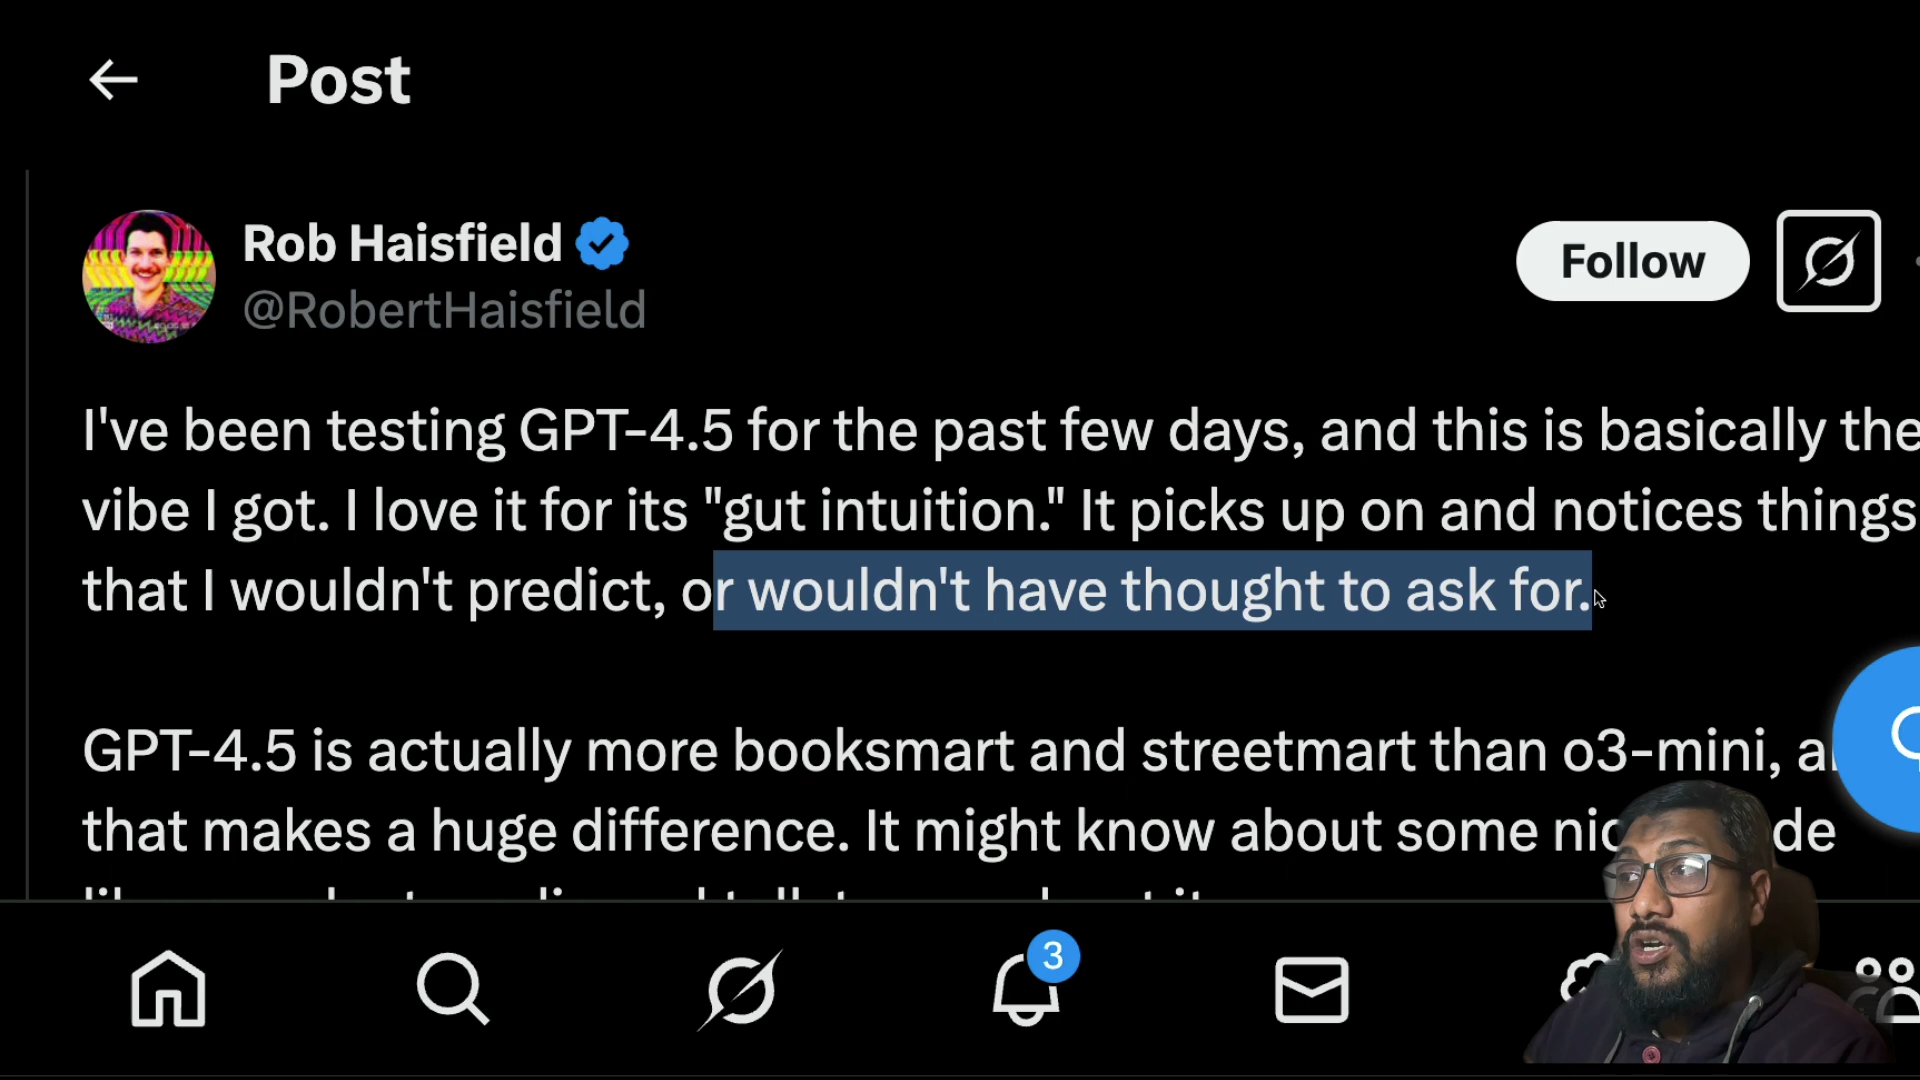 Post
Rob Haisfield
@RobertHaisfield
Follow
I've been testing GPT-4.5 for the past few days, and this is basically the
vibe I got. I love it for its "gut intuition." It picks up on and notices things
that I wouldn't predict, or wouldn't have thought to ask for.
GPT-4.5 is actually more booksmart and streetmart than o3-mini,
that makes a huge difference. It might know about some
3